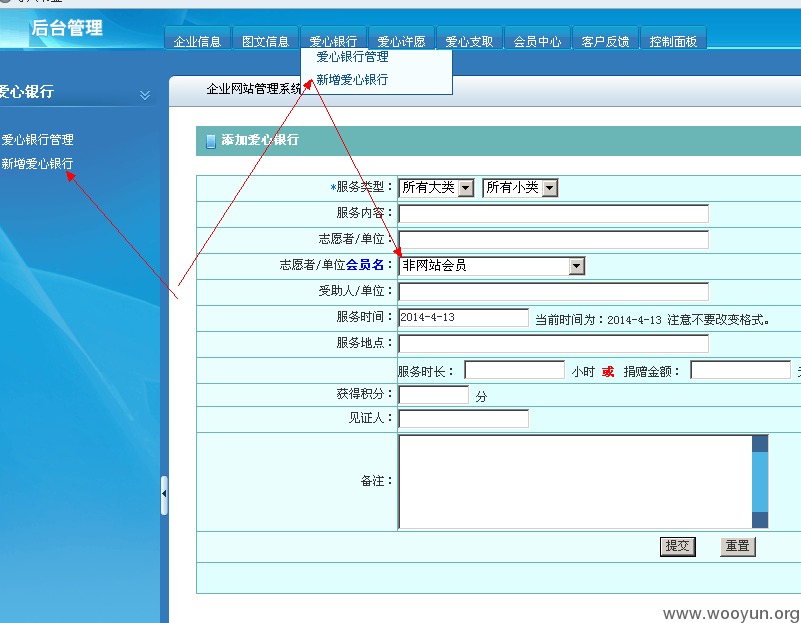 后台管理
企业信息 图文信息 爱心银行 爱心许愿 爱心支取 会员中心 客户反馈 控制面板
爱心银行管理
新增爱心银行
爱心银行
爱心银行管理
新增爱心银行
企业网站管理系统
添加爱心银行
*服务类型： 所有大类 所有小类
服务内容：
志愿者/单位：
志愿者/单位会员名： 非网站会员
受助人/单位：
服务时间： 2014-4-13 当前时间为：2014-4-13 注意不要改变格式。
服务地点：
服务时长： 小时 或 捐赠金额：
获得积分： 分
见证人：
备注：
提交 重置
www.wooyun.org